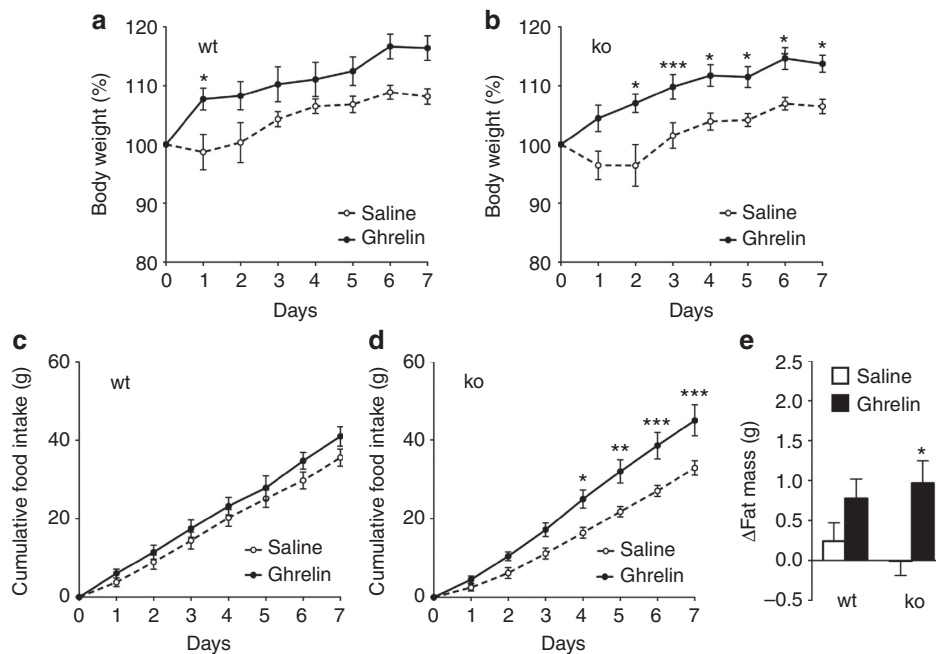 a
wt
Body weight (%)
120
110
100
90
80
*
Saline
Ghrelin
0 1 2 3 4 5 6 7
Days
b
ko
Body weight (%)
120
110
100
90
80
* *** * * * *
Saline
Ghrelin
0 1 2 3 4 5 6 7
Days
c
wt
Cumulative food intake (g)
60
40
20
0
Saline
Ghrelin
0 1 2 3 4 5 6 7
Days
d
ko
Cumulative food intake (g)
60
40
20
0
* ** *** ***
Saline
Ghrelin
0 1 2 3 4 5 6 7
Days
e
ΔFat mass (g)
2.5
2.0
1.5
1.0
0.5
0.0
–0.5
Saline
Ghrelin
*
wt ko